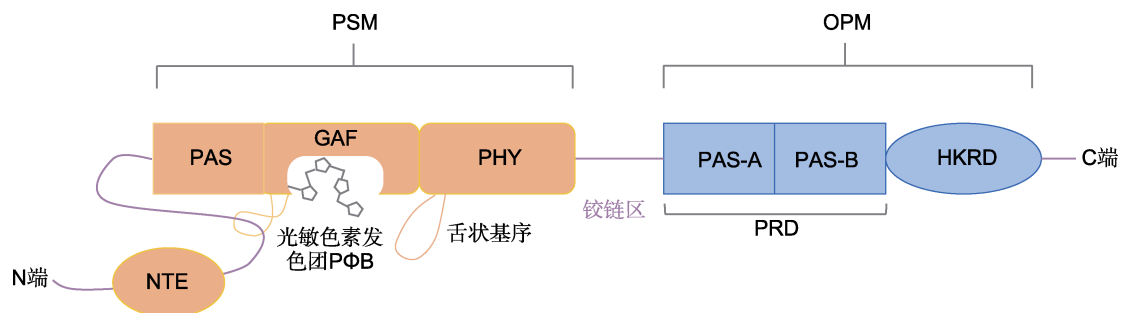 PSM
OPM
PAS
GAF
PHY
PAS-A
PAS-B
HKRD
C端
铰链区
PRD
光敏色素发
色团PΦB
舌状基序
N端
NTE